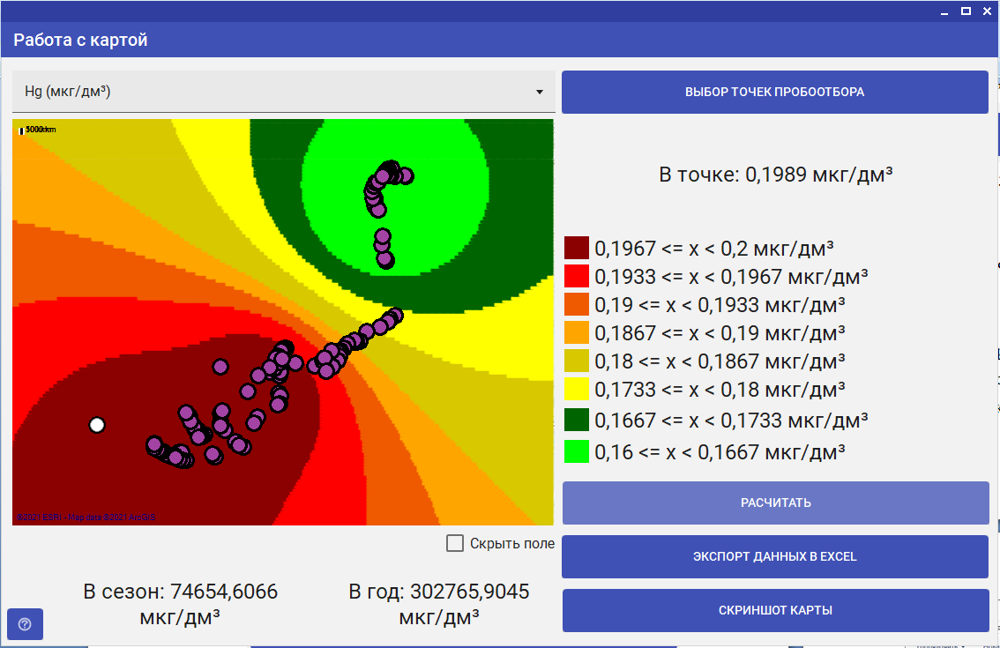 Работа с картой
Hg (мкг/дм³)
ВЫБОР ТОЧЕК ПРОБООТБОРА
В точке: 0,1989 мкг/дм³
0,1967 <= x < 0,2 мкг/дм³
0,1933 <= x < 0,1967 мкг/дм³
0,19 <= x < 0,1933 мкг/дм³
0,1867 <= x < 0,19 мкг/дм³
0,18 <= x < 0,1867 мкг/дм³
0,1733 <= x < 0,18 мкг/дм³
0,1667 <= x < 0,1733 мкг/дм³
0,16 <= x < 0,1667 мкг/дм³
©2021 ESRI - Map data ©2021 ArcGIS
РАСЧИТАТЬ
Скрыть поле
ЭКСПОРТ ДАННЫХ В EXCEL
В сезон: 74654,6066
мкг/дм³
В год: 302765,9045
мкг/дм³
СКРИНШОТ КАРТЫ